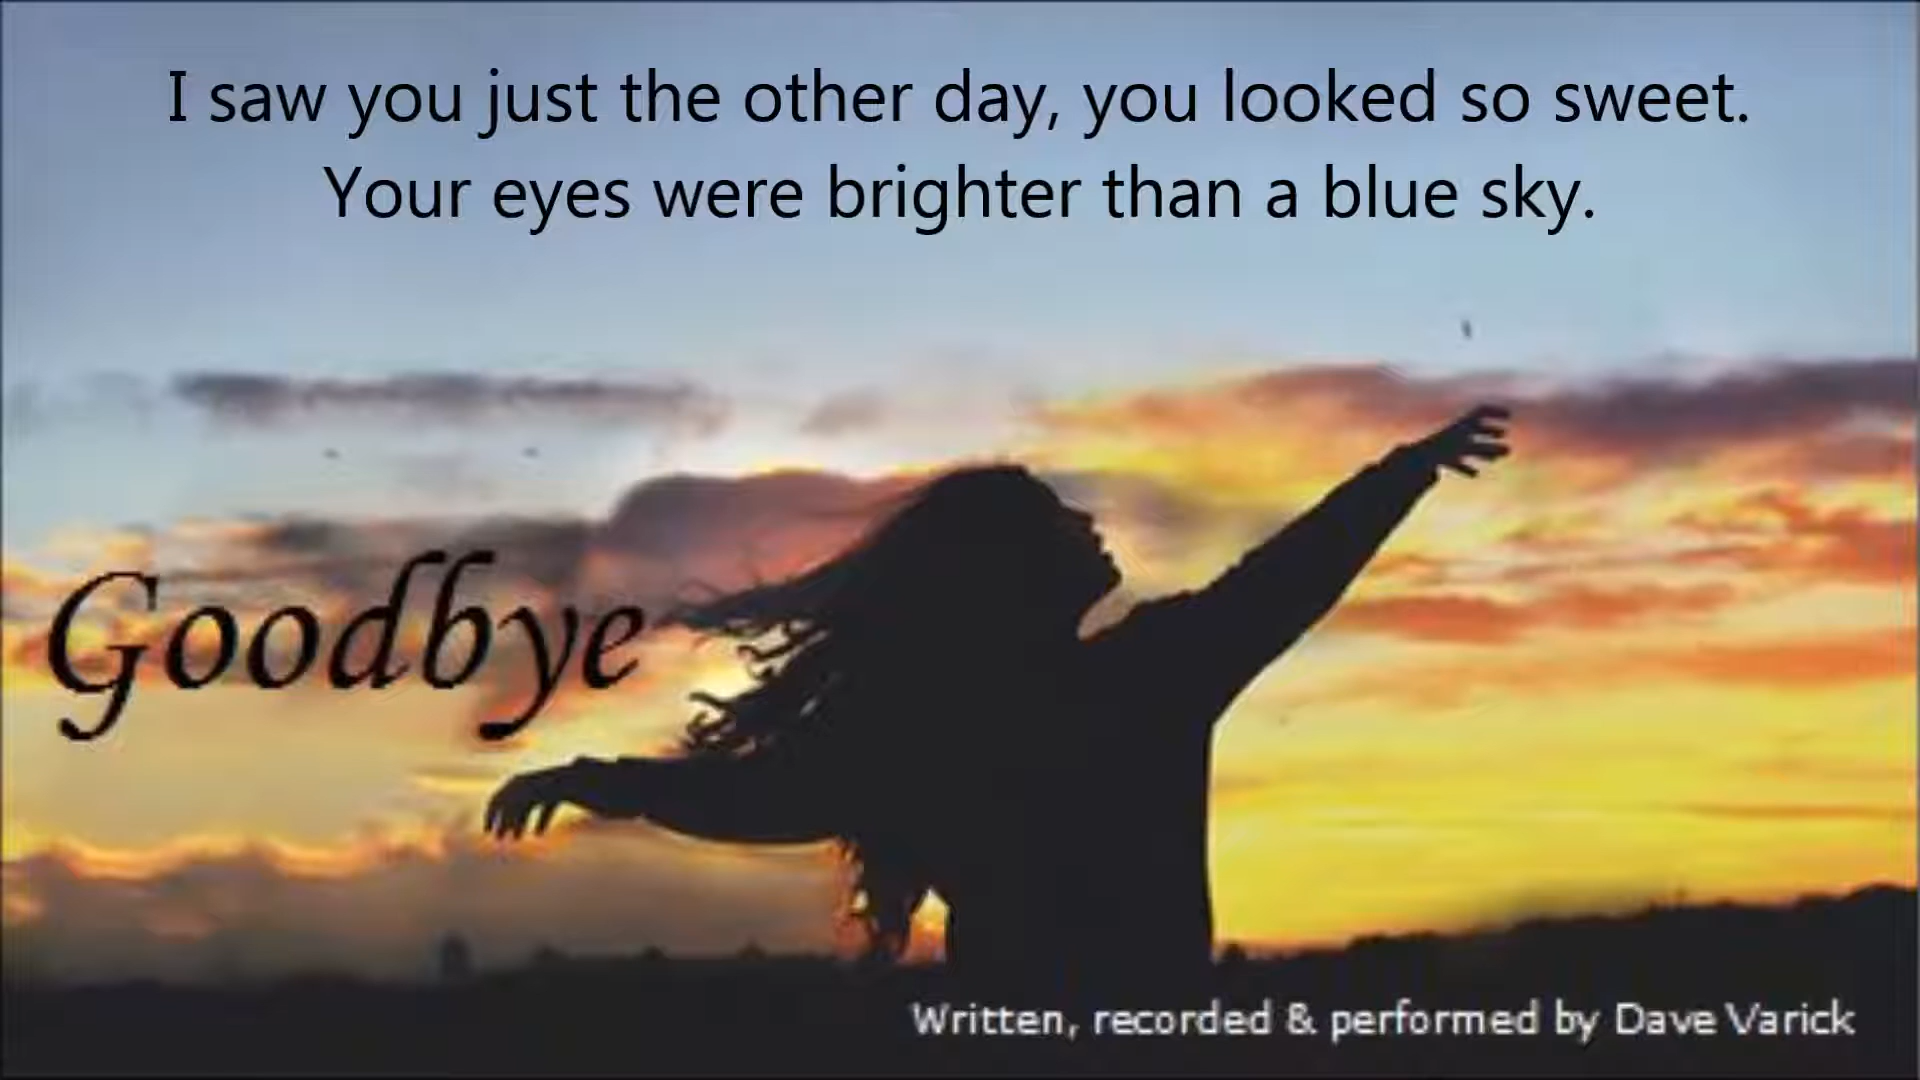 I saw you just the other day, you looked so sweet.
Your eyes were brighter than a blue sky.
Goodbye
Written, recorded & performed by Dave Varick